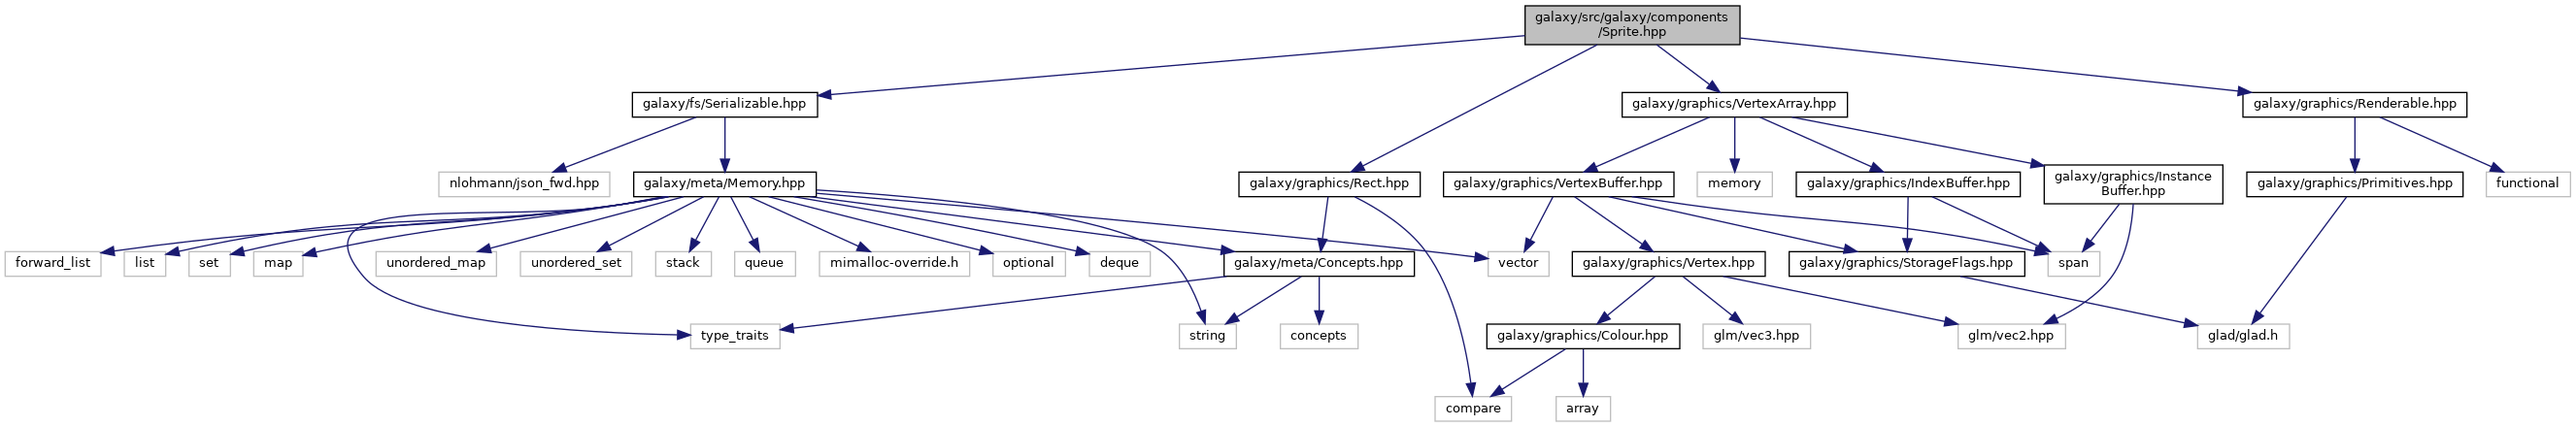 galaxy/src/galaxy/components
/Sprite.hpp
galaxy/fs/Serializable.hpp
galaxy/graphics/VertexArray.hpp
galaxy/graphics/Renderable.hpp
nlohmann/json_fwd.hpp
galaxy/meta/Memory.hpp
galaxy/graphics/Rect.hpp
galaxy/graphics/VertexBuffer.hpp
memory
galaxy/graphics/IndexBuffer.hpp
galaxy/graphics/Instance
Buffer.hpp
galaxy/graphics/Primitives.hpp
functional
forward_list
list
set
map
unordered_map
unordered_set
stack
queue
mimalloc-override.h
optional
deque
galaxy/meta/Concepts.hpp
vector
galaxy/graphics/Vertex.hpp
galaxy/graphics/StorageFlags.hpp
span
type_traits
string
concepts
galaxy/graphics/Colour.hpp
glm/vec3.hpp
glm/vec2.hpp
glad/glad.h
compare
array